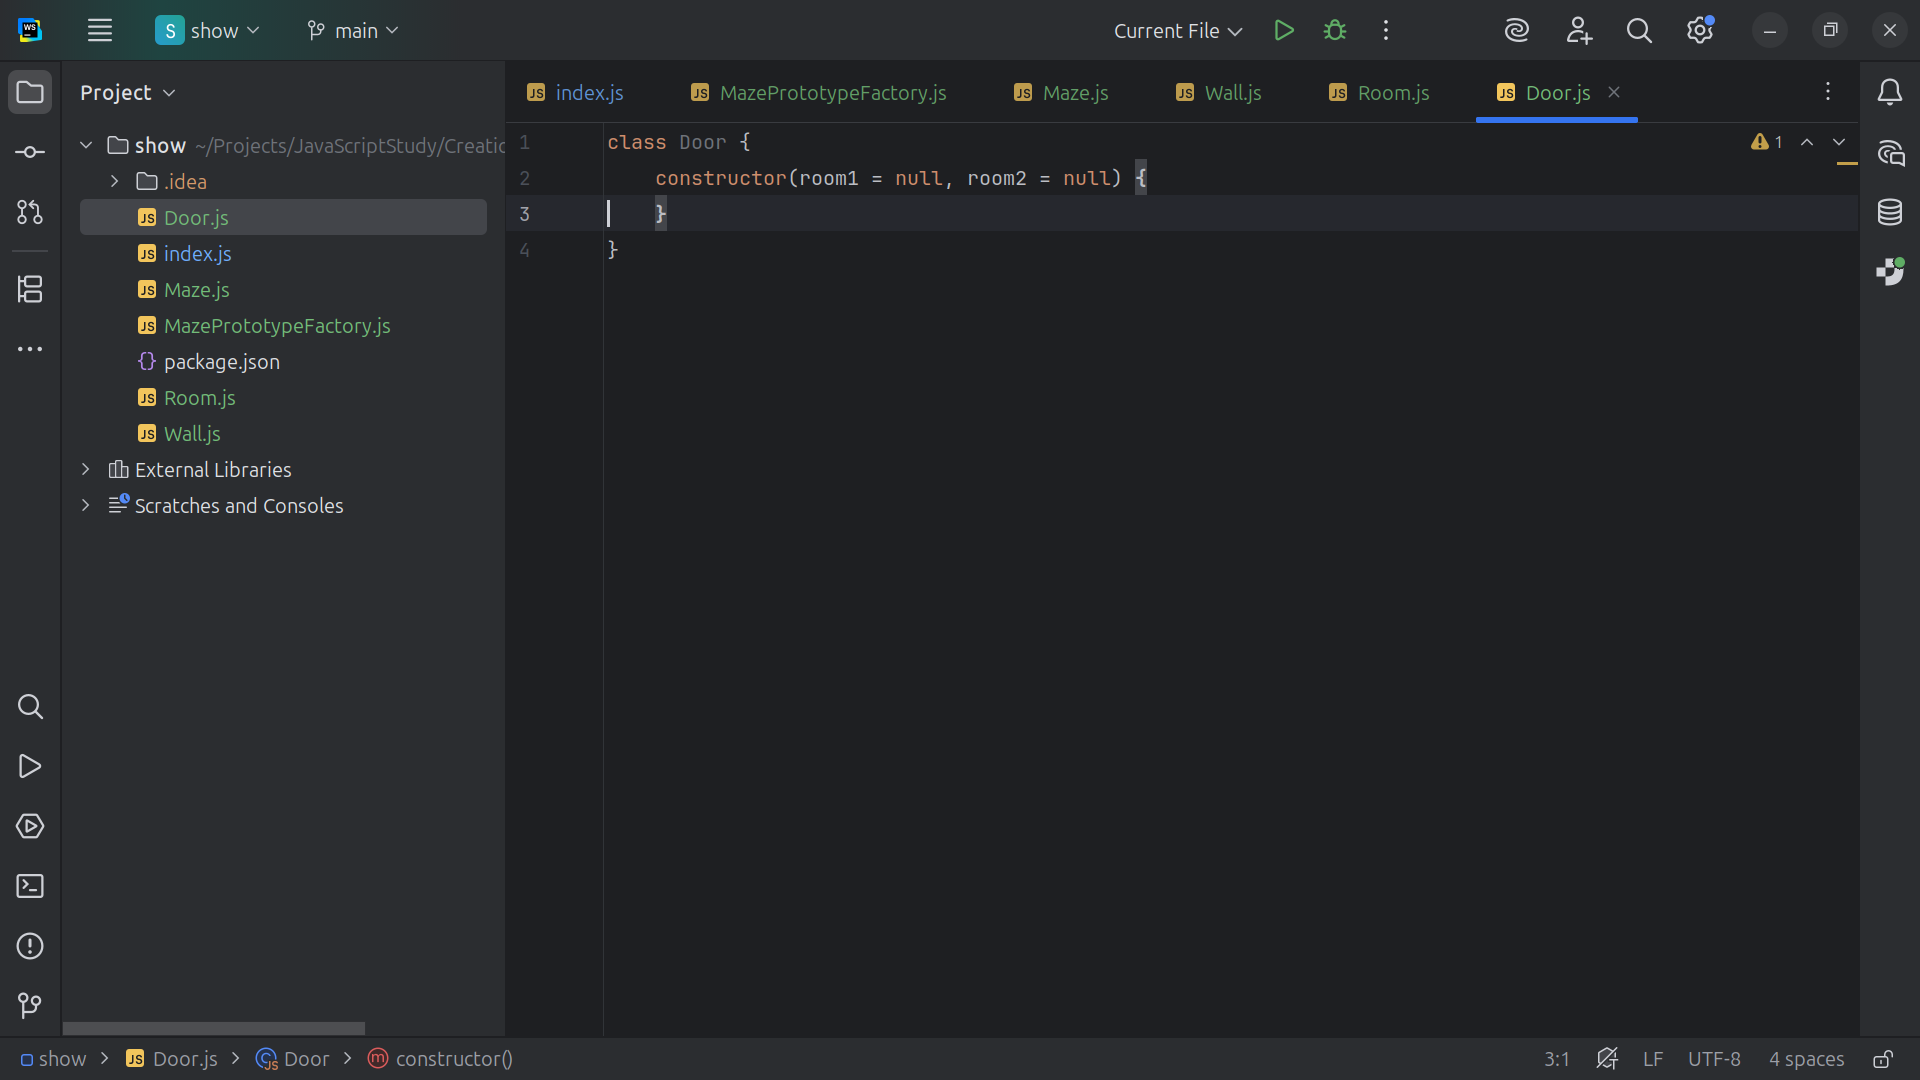 WS
S show
main
Current File
Project
index.js
MazePrototypeFactory.js
Maze.js
Wall.js
Room.js
Door.js
show ~/Projects/JavaScriptStudy/Creatio
.idea
Door.js
index.js
Maze.js
MazePrototypeFactory.js
package.json
Room.js
Wall.js
External Libraries
Scratches and Consoles
1 class Door {
2 constructor(room1 = null, room2 = null) {
3 }
4 }
1
show
Door.js
Door
constructor()
3:1
LF
UTF-8
4 spaces